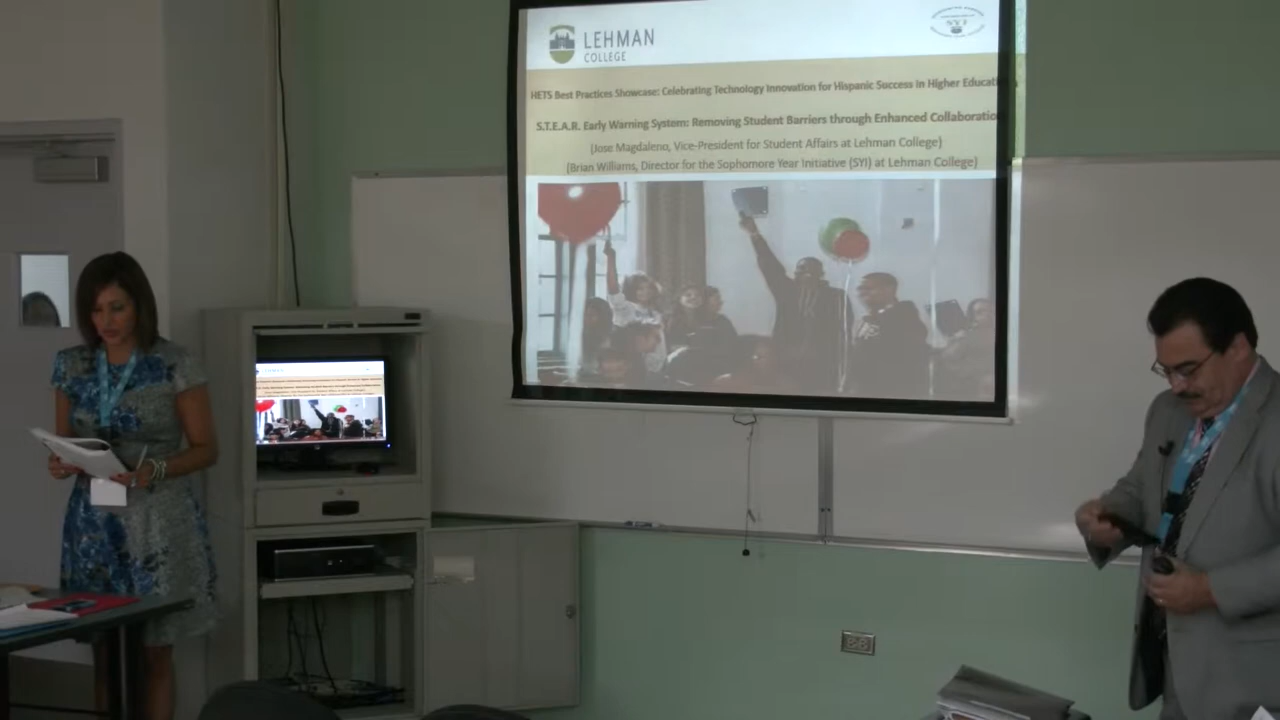 LEHMAN
COLLEGE
SYI
HETS Best Practices Showcase: Celebrating Technology Innovation for Hispanic Success in Higher Educati
S.T.E.A.R. Early Warning System: Removing Student Barriers through Enhanced Collaboratio
(Jose Magdaleno, Vice-President for Student Affairs at Lehman College)
(Brian Williams, Director for the Sophomore Year Initiative (SYI) at Lehman College)